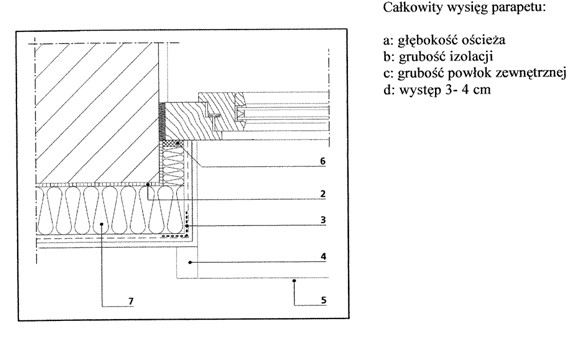 Całkowity wysięg parapetu:
a: głębokość ościeża
b: grubość izolacji
c: grubość powłok zewnętrznej
d: występ 3- 4 cm
6
2
3
4
5
7